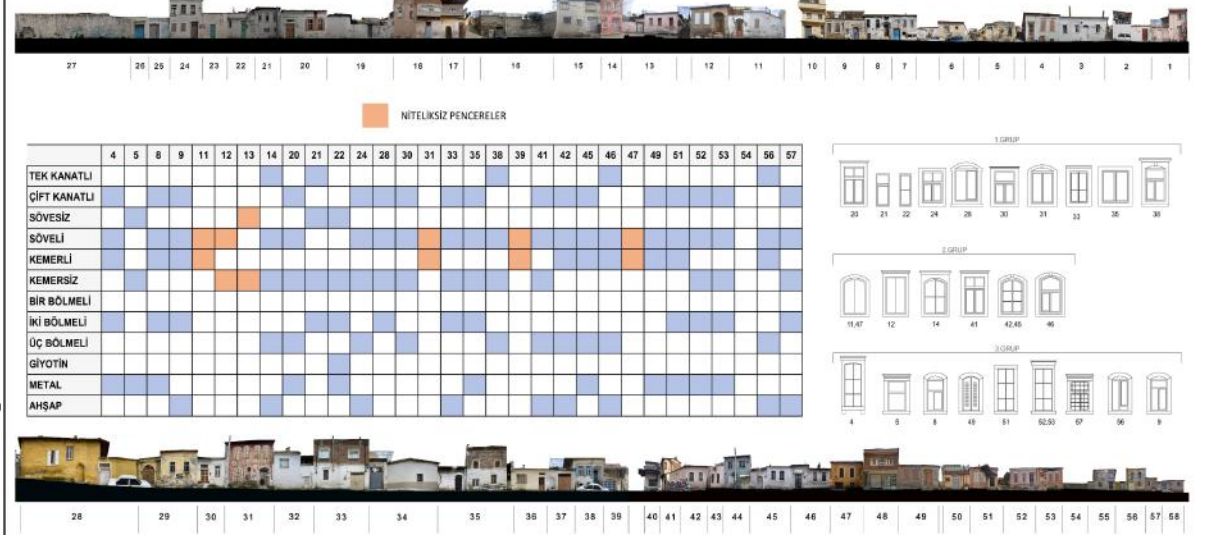 27 26 25 24 23 22 21 20 19 18 17 16 15 14 13 12 11 10 9 8 7 6 5 4 3 2 1
NİTELİKSİZ PENCERELER
4 5 8 9 11 12 13 14 20 21 22 24 28 30 31 33 35 38 39 41 42 45 46 47 49 51 52 53 54 56 57
TEK KANATLI
ÇİFT KANATLI
SÖVESİZ
SÖVELİ
KEMERLİ
KEMERSİZ
BİR BÖLMELİ
İKİ BÖLMELİ
ÜÇ BÖLMELİ
GİYOTİN
METAL
AHŞAP
1.GRUP
20 21 22 24 28 30 31 33 35 38
2.GRUP
11,47 12 14 41 42,45 46
3.GRUP
4 5 8 49 51 52,53 57 56 9
28 29 30 31 32 33 34 35 36 37 38 39 40 41 42 43 44 45 46 47 48 49 50 51 52 53 54 55 56 57 58